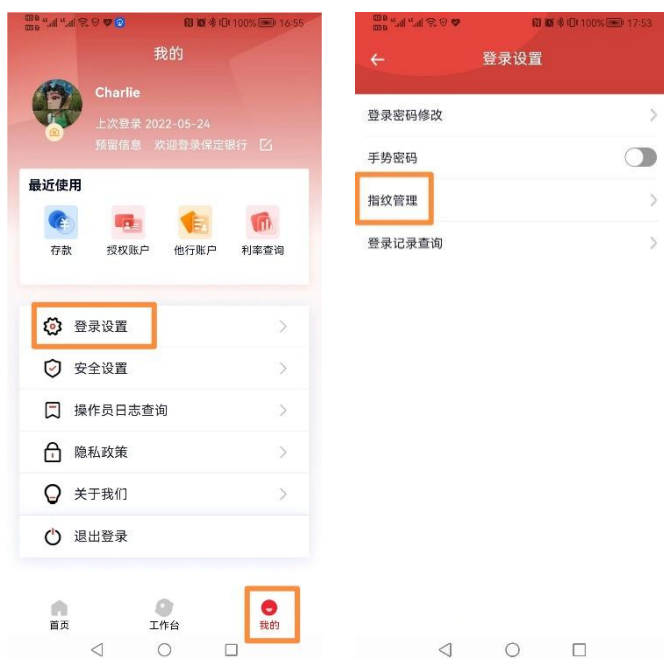 100% 16:55
我的
Charlie
上次登录 2022-05-24
预留信息 欢迎登录保定银行
最近使用
存款 授权账户 他行账户 利率查询
登录设置
安全设置
操作员日志查询
隐私政策
关于我们
退出登录
首页 工作台 我的
100% 17:53
登录设置
登录密码修改
手势密码
指纹管理
登录记录查询